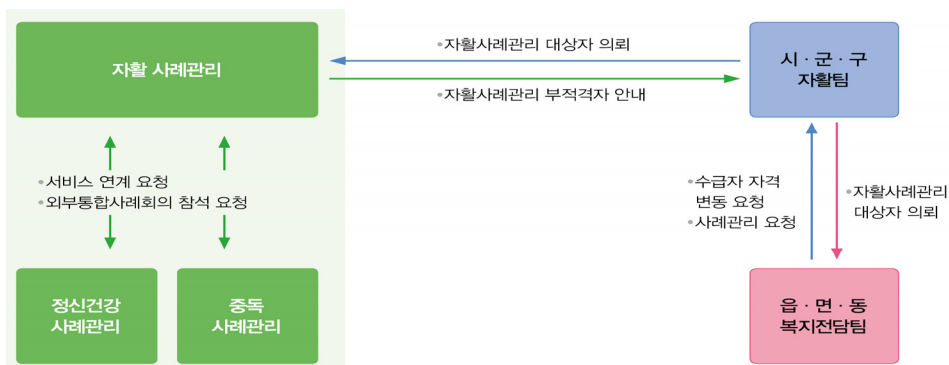 자활 사례관리
•자활사례관리 대상자 의뢰
•자활사례관리 부적격자 안내
시·군·구
자활팀
•서비스 연계 요청
•외부통합사례회의 참석 요청
•수급자 자격
변동 요청
•사례관리 요청
•자활사례관리
대상자 의뢰
정신건강
사례관리
중독
사례관리
읍·면·동
복지전담팀